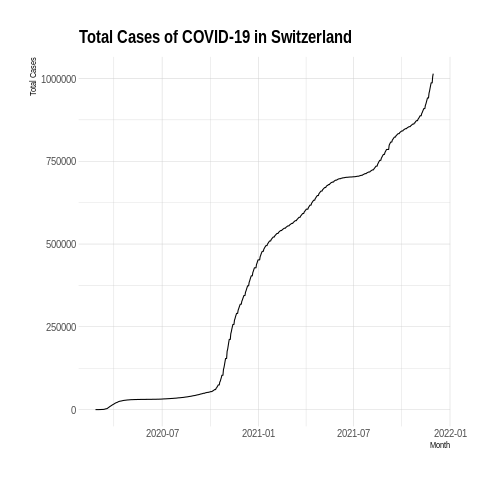 Total Cases of COVID-19 in Switzerland
Total Cases
1000000
750000
500000
250000
0
2020-07 2021-01 2021-07 2022-01
Month